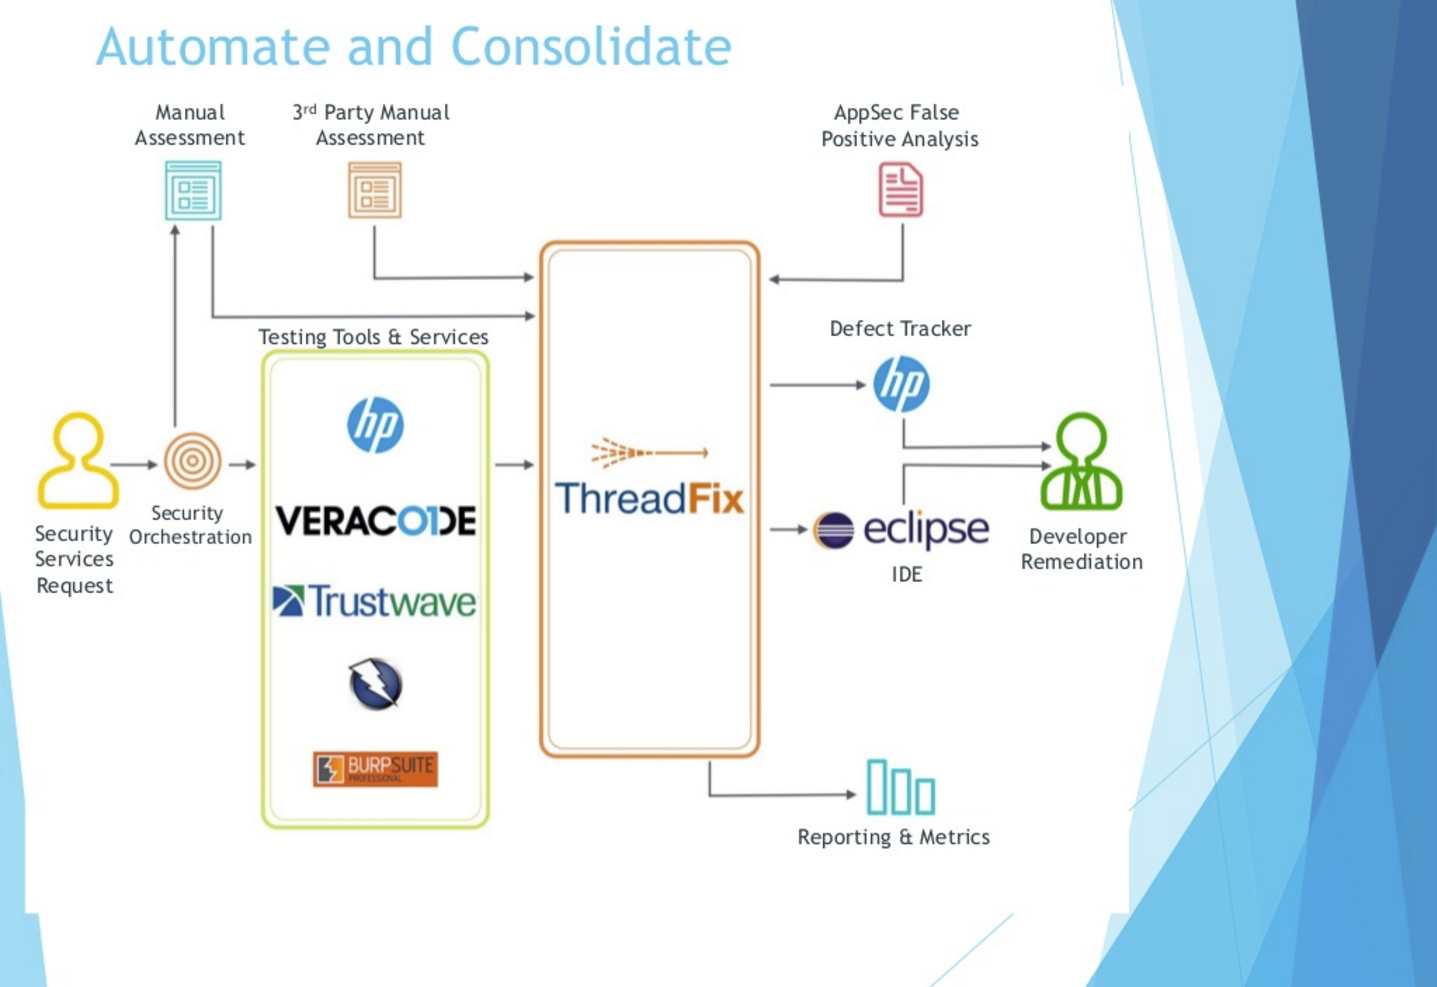 Automate and Consolidate
Manual
Assessment
3rd Party Manual
Assessment
AppSec False
Positive Analysis
Testing Tools & Services
Defect Tracker
hp
hp
VERACODE
Trustwave
BURPSUITE
PROFESSIONAL
ThreadFix
eclipse
IDE
Security
Services
Request
Security
Orchestration
Developer
Remediation
Reporting & Metrics